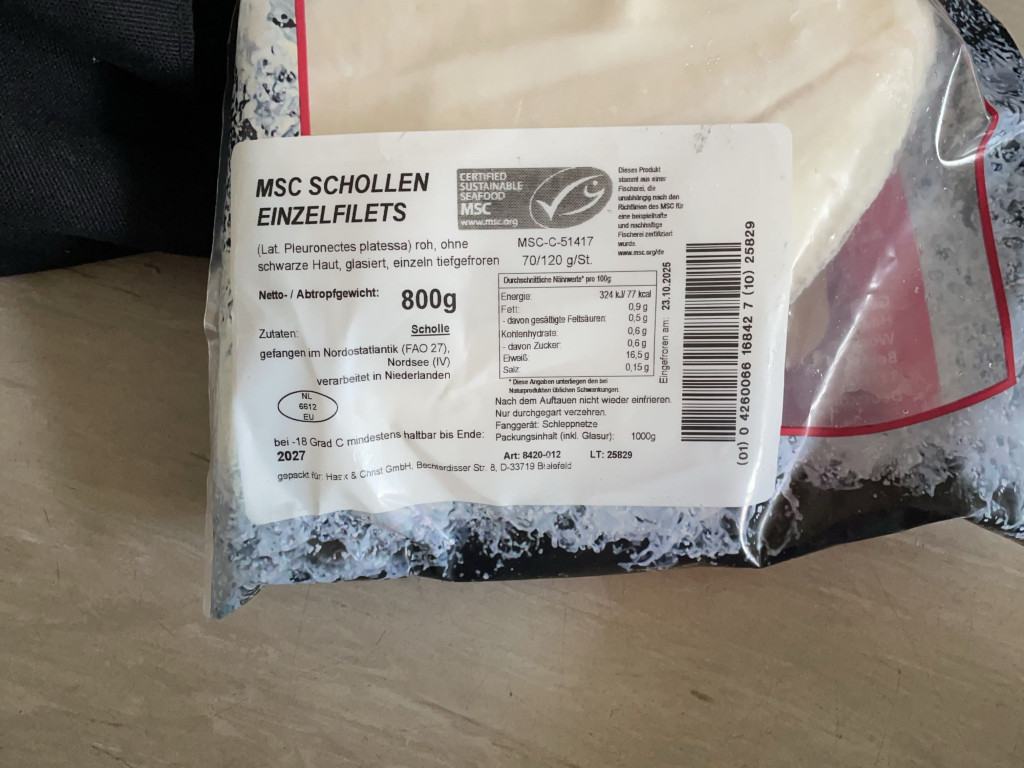 MSC SCHOLLEN
EINZELFILETS
CERTIFIED
SUSTAINABLE
SEAFOOD
MSC
www.msc.org
Dieses Produkt
stammt aus einer
Fischerei, die
unabhängig nach den
Richtlinien des MSC für
eine beispielhafte
und nachhaltige
Fischerei zertifiziert
wurde.
www.msc.org/de
(Lat. Pleuronectes platessa) roh, ohne
schwarze Haut, glasiert, einzeln tiefgefroren
MSC-C-51417
70/120 g/St.
Netto- / Abtropfgewicht: 800g
Zutaten: Scholle
gefangen im Nordostatlantik (FAO 27),
Nordsee (IV)
verarbeitet in Niederlanden
NL
6612
EU
bei -18 Grad C mindestens haltbar bis Ende:
2027
gepackt für: & Christ GmbH, Bechterdisser Str. 8, D-33719 Bielefeld
Durchschnittliche Nährwerte* pro 100g
Energie: 324 kJ/ 77 kcal
Fett: 0,9 g
- davon gesättigte Fettsäuren: 0,5 g
Kohlenhydrate: 0,6 g
- davon Zucker: 0,6 g
Eiweiß: 16,5 g
Salz: 0,15 g
* Diese Angaben unterliegen den bei
Naturprodukten üblichen Schwankungen.
Nach dem Auftauen nicht wieder einfrieren.
Nur durchgegart verzehren.
Fanggerät: Schleppnetze
Packungsinhalt (inkl. Glasur): 1000g
Art: 8420-012 LT: 25829
Eingefroren am: 23.10.2025
(01) 0 4260066 16842 7 (10) 25829